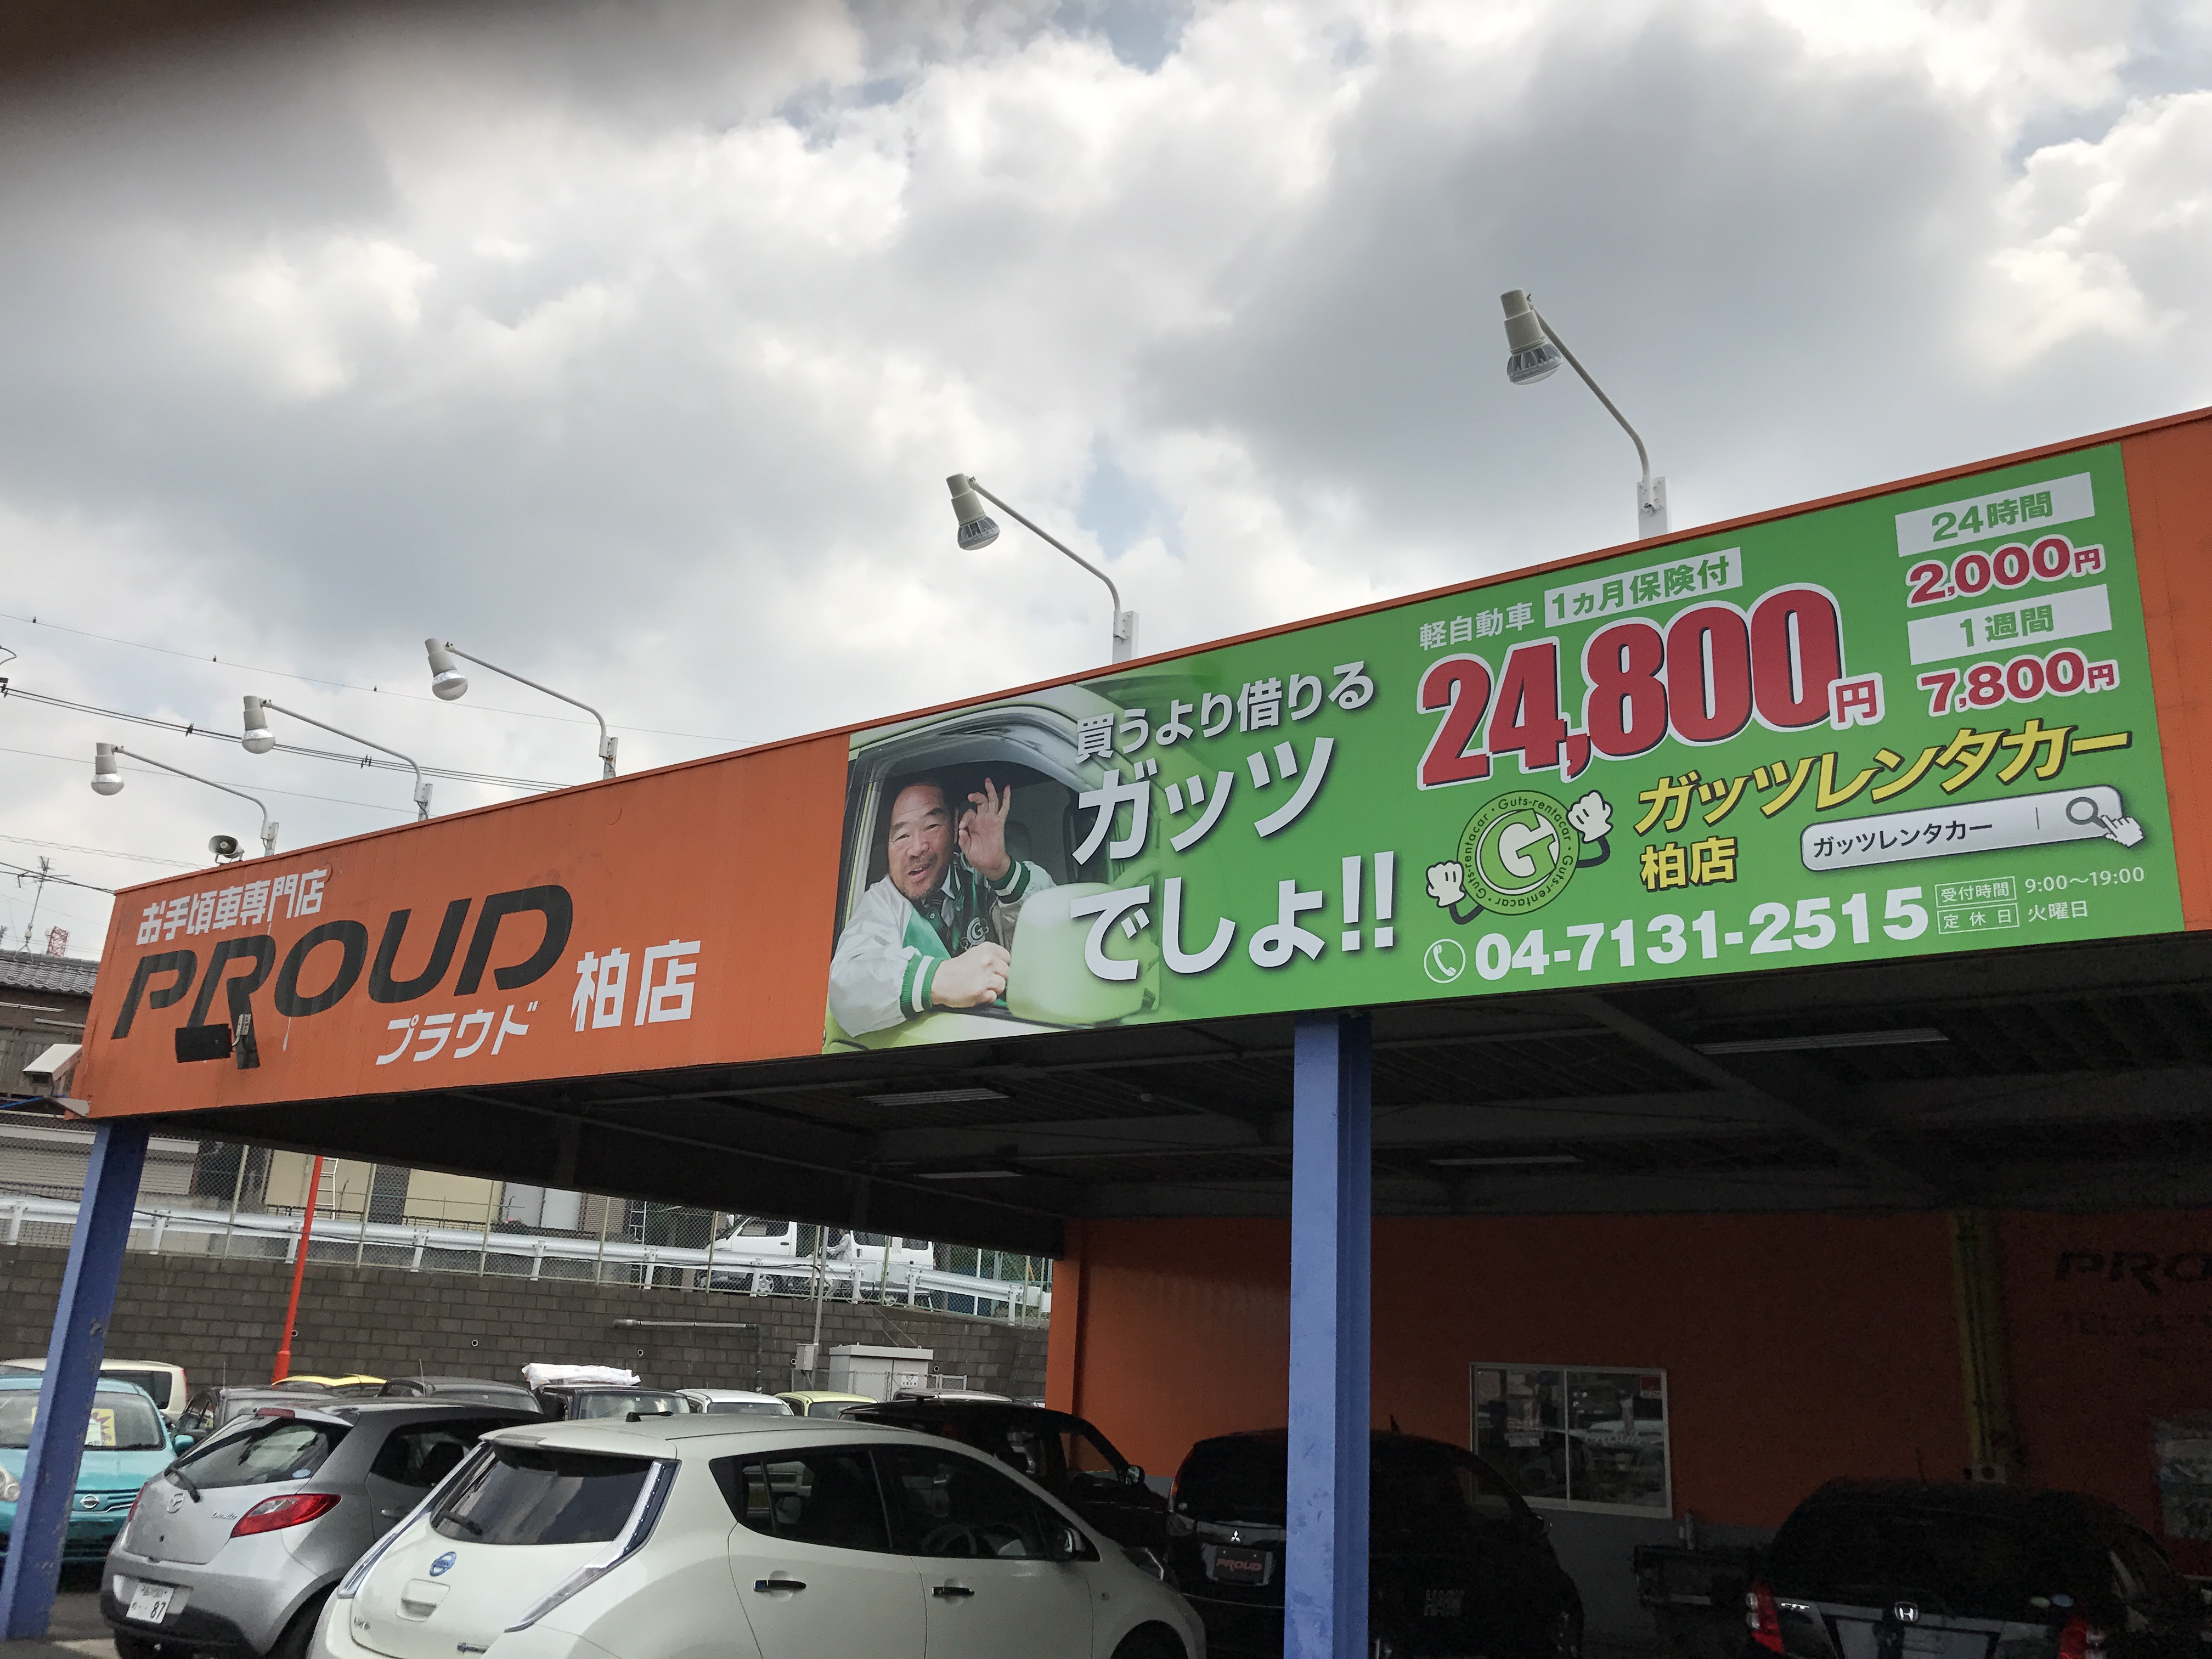 お手頃車専門店
PROUD
プラウド 柏店
買うより借りる
ガッツ
でしょ!!
軽自動車 1ヵ月保険付
24,800円
24時間
2,000円
1週間
7,800円
Guts-rentacar・Guts-rentacar・Guts-rentacar
G
ガッツレンタカー
柏店
ガッツレンタカー
04-7131-2515
受付時間 9:00〜19:00
定休日 火曜日
87
PROUD